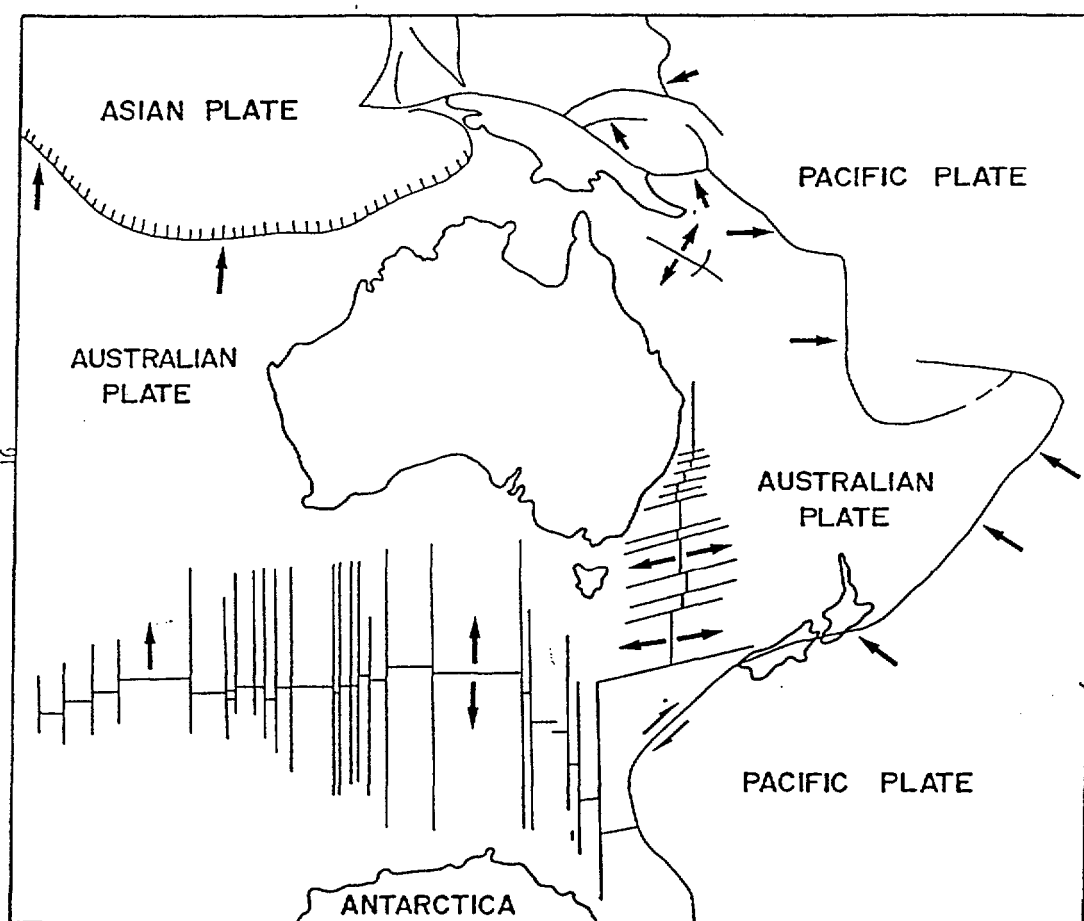 ASIAN PLATE
PACIFIC PLATE
AUSTRALIAN
PLATE
AUSTRALIAN
PLATE
PACIFIC PLATE
ANTARCTICA